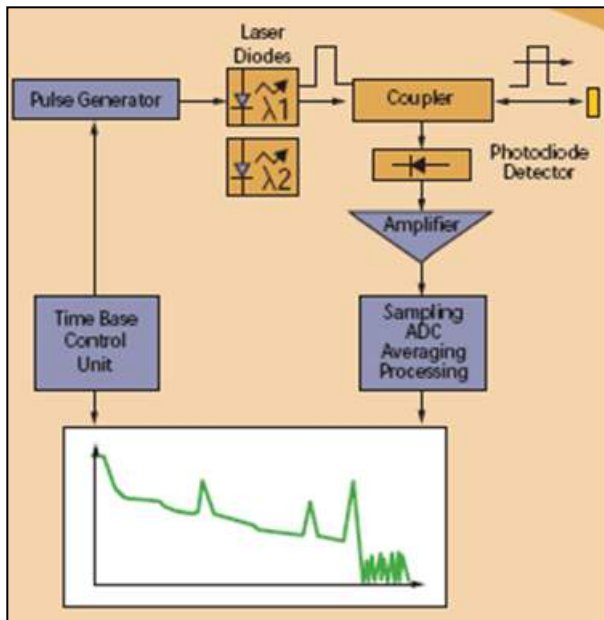 Laser
Diodes
Pulse Generator
λ1
Coupler
λ2
Photodiode
Detector
Amplifier
Time Base
Control
Unit
Sampling
ADC
Averaging
Processing